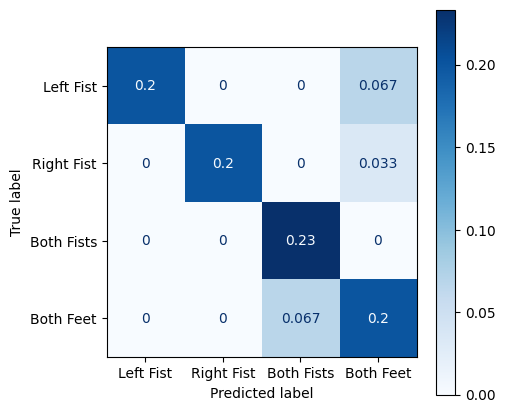 Left Fist 0.2 0 0 0.067
Right Fist 0 0.2 0 0.033
Both Fists 0 0 0.23 0
Both Feet 0 0 0.067 0.2
Left Fist Right Fist Both Fists Both Feet
Predicted label
True label
0.20
0.15
0.10
0.05
0.00